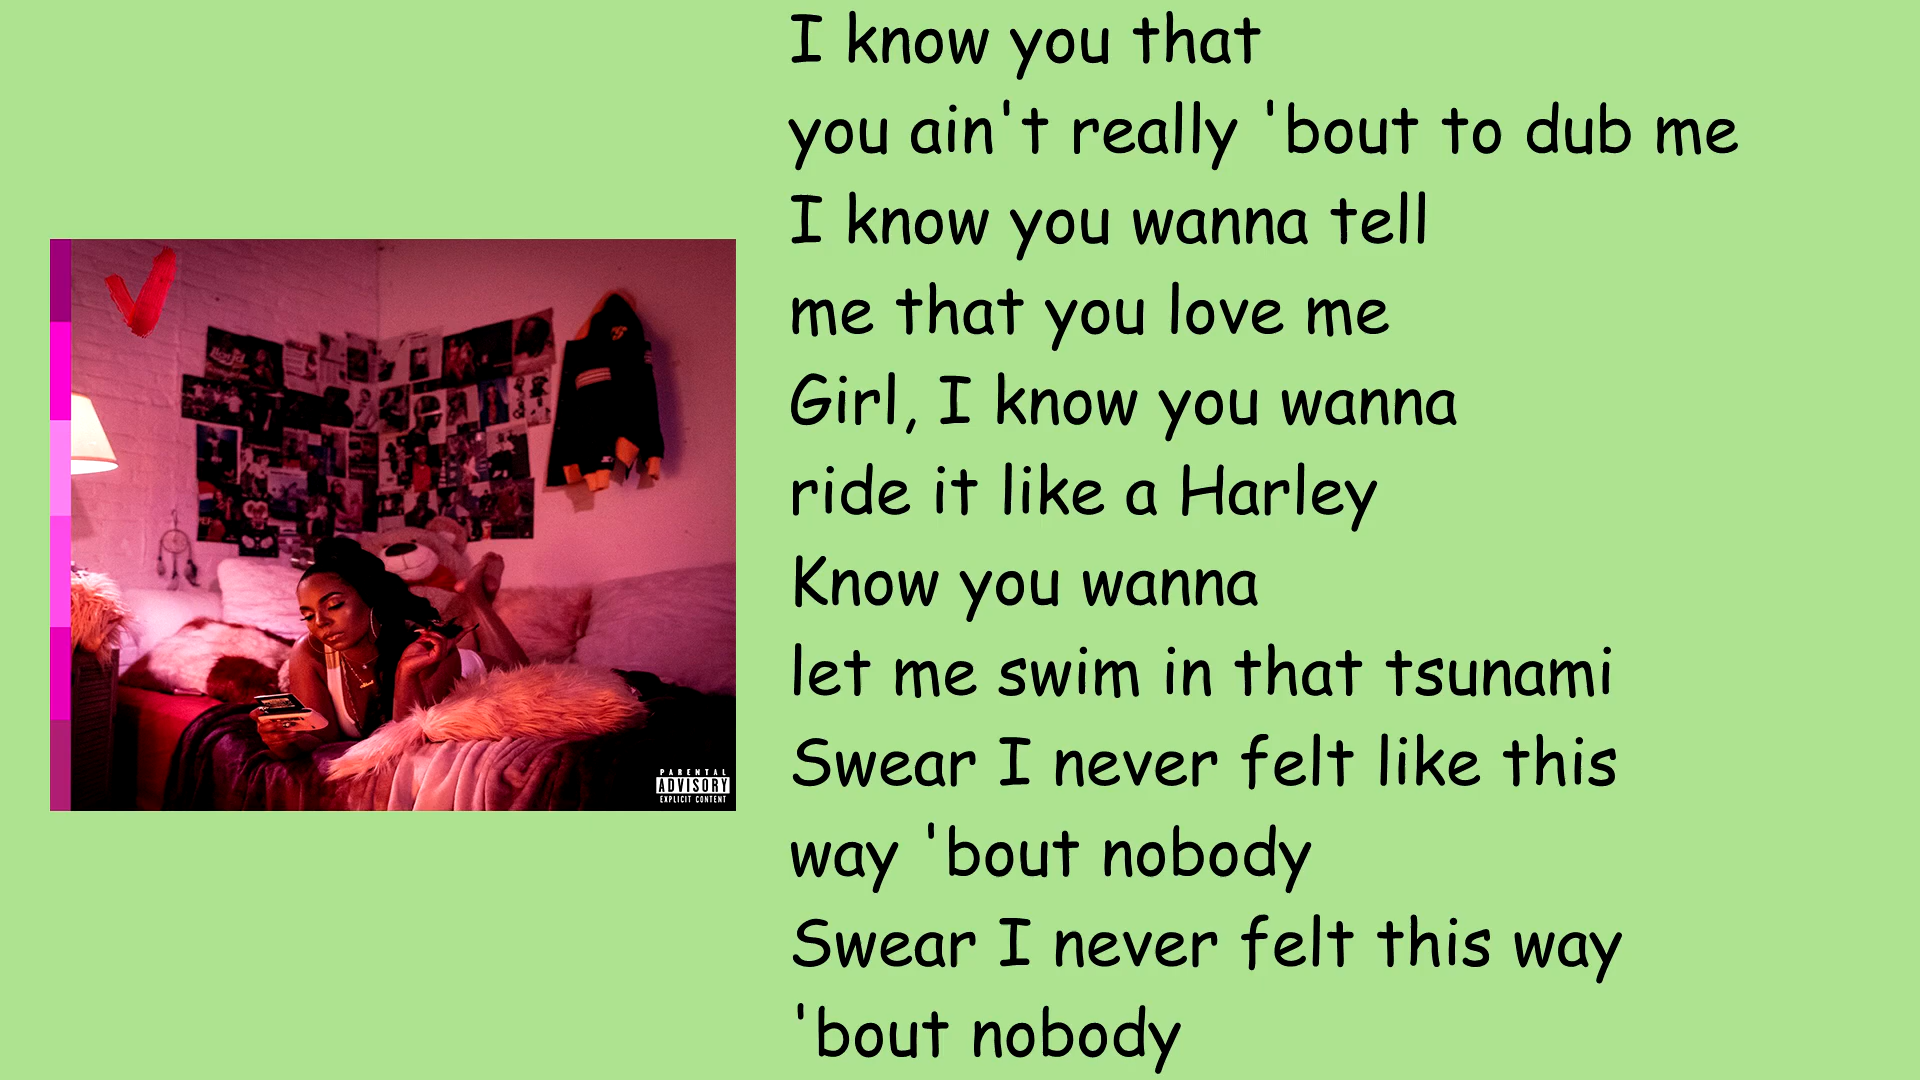 I know you that
you ain't really 'bout to dub me
I know you wanna tell
me that you love me
Girl, I know you wanna
ride it like a Harley
Know you wanna
let me swim in that tsunami
Swear I never felt like this
way 'bout nobody
Swear I never felt this way
'bout nobody
PARENTAL
ADVISORY
EXPLICIT CONTENT